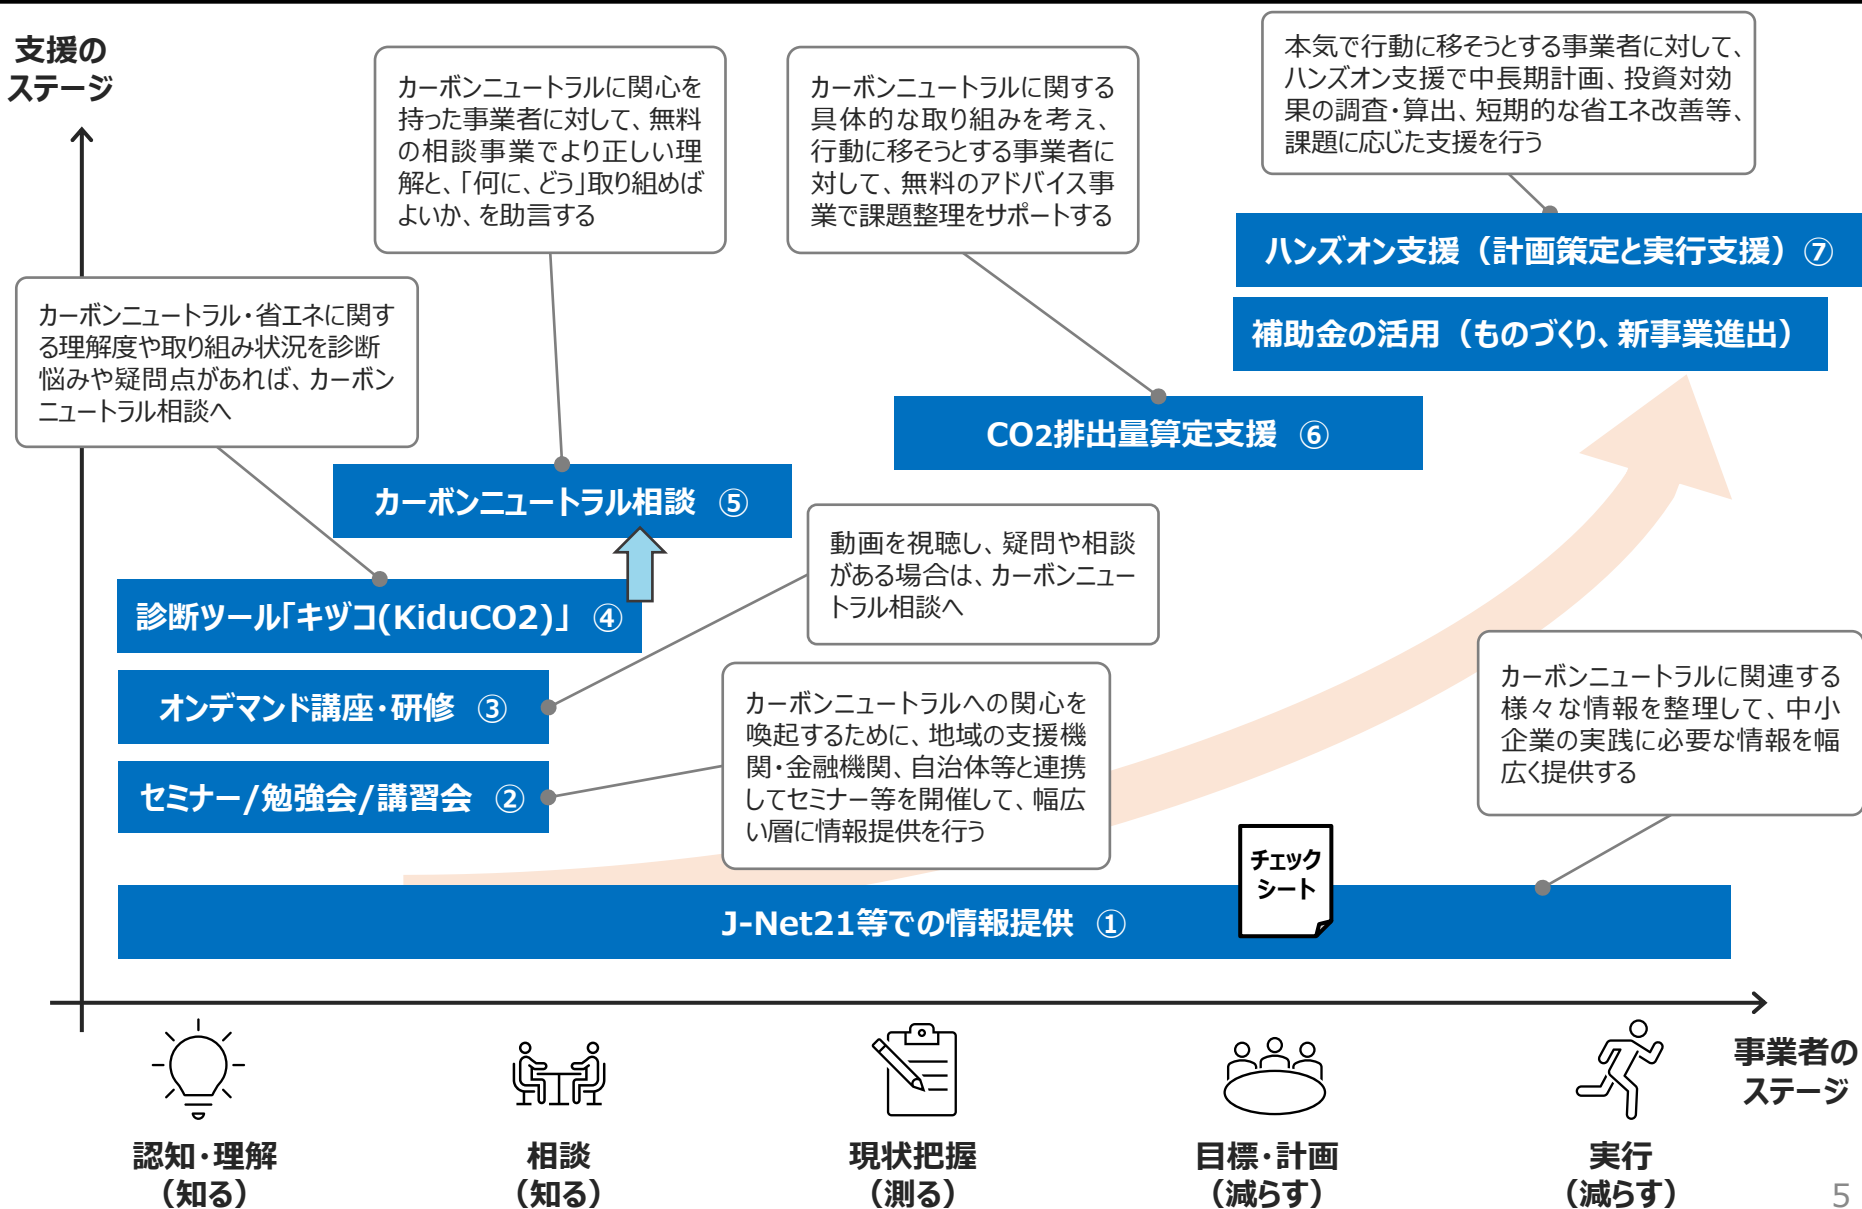 支援の
ステージ
カーボンニュートラルに関心を
持った事業者に対して、無料
の相談事業でより正しい理
解と、「何に、どう」取り組めば
よいか、を助言する
カーボンニュートラルに関する
具体的な取り組みを考え、
行動に移そうとする事業者に
対して、無料のアドバイス事
業で課題整理をサポートする
本気で行動に移そうとする事業者に対して、
ハンズオン支援で中長期計画、投資対効
果の調査・算出、短期的な省エネ改善等、
課題に応じた支援を行う
ハンズオン支援（計画策定と実行支援）⑦
補助金の活用（ものづくり、新事業進出）
カーボンニュートラル・省エネに関す
る理解度や取り組み状況を診断
悩みや疑問点があれば、カーボン
ニュートラル相談へ
CO2排出量算定支援 ⑥
カーボンニュートラル相談 ⑤
動画を視聴し、疑問や相談
がある場合は、カーボンニュー
トラル相談へ
診断ツール「キヅコ(KiduCO2)」 ④
オンデマンド講座・研修 ③
カーボンニュートラルへの関心を
喚起するために、地域の支援機
関・金融機関、自治体等と連携
してセミナー等を開催して、幅広
い層に情報提供を行う
カーボンニュートラルに関連する
様々な情報を整理して、中小
企業の実践に必要な情報を幅
広く提供する
セミナー/勉強会/講習会 ②
チェック
シート
J-Net21等での情報提供 ①
事業者の
ステージ
認知・理解
（知る）
相談
（知る）
現状把握
（測る）
目標・計画
（減らす）
実行
（減らす）
5